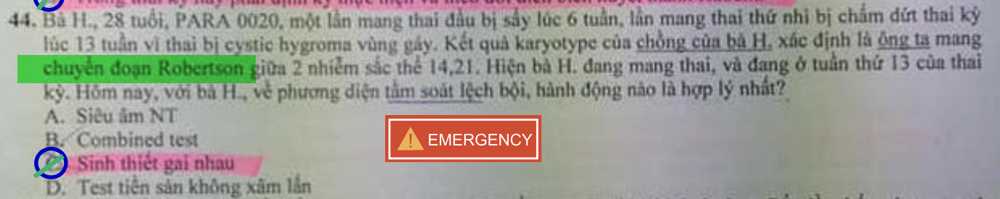 44. Bà H., 28 tuổi, PARA 0020, một lần mang thai đầu bị sẩy lúc 6 tuần, lần mang thai thứ nhì bị chấm dứt thai kỳ
lúc 13 tuần vì thai bị cystic hygroma vùng gáy. Kết quả karyotype của chồng của bà H. xác định là ông ta mang
chuyển đoạn Robertson giữa 2 nhiễm sắc thể 14,21. Hiện bà H. đang mang thai, và đang ở tuần thứ 13 của thai
kỳ. Hôm nay, với bà H., về phương diện tầm soát lệch bội, hành động nào là hợp lý nhất?
A. Siêu âm NT
B. Combined test
EMERGENCY
Sinh thiết gai nhau
D. Test tiền sản không xâm lấn